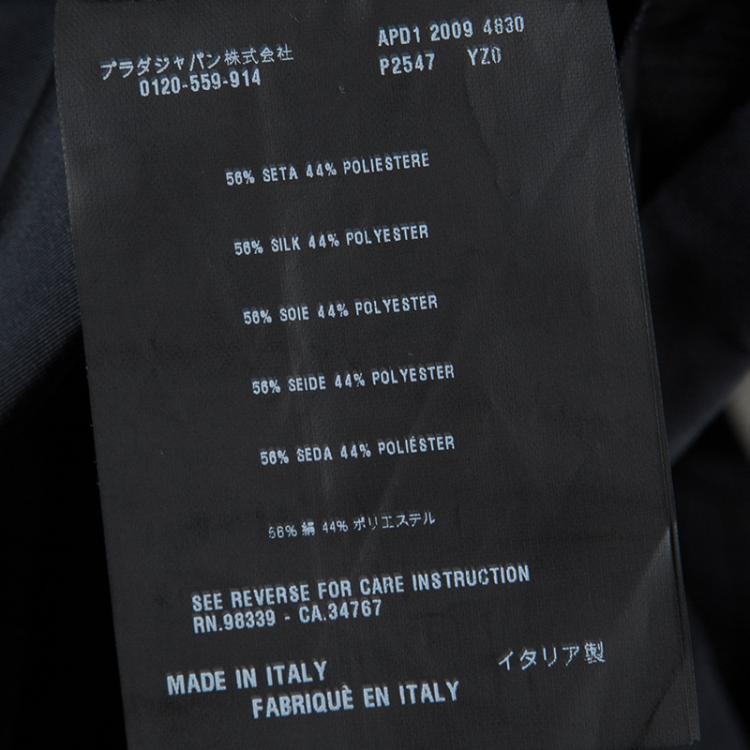 プラダジャパン株式会社
0120-559-914
APD1 2009 4830
P2547 YZ0
56% SETA 44% POLIESTERE
56% SILK 44% POLYESTER
56% SOIE 44% POLYESTER
56% SEIDE 44% POLYESTER
56% SEDA 44% POLIÉSTER
56% 絹 44% ポリエステル
SEE REVERSE FOR CARE INSTRUCTION
RN.98339 - CA.34767
MADE IN ITALY
イタリア製
FABRIQUÈ EN ITALY